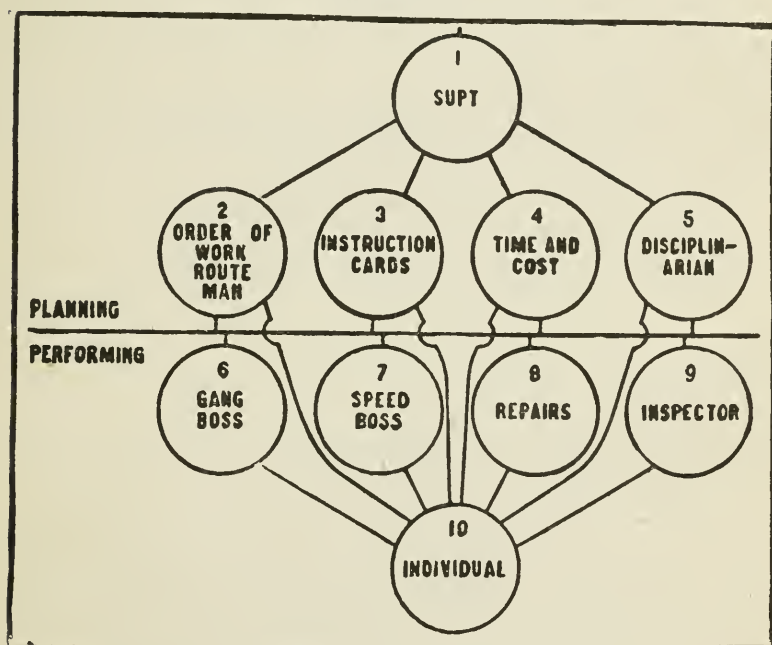 1
SUPT
2
ORDER OF
WORK
ROUTE
MAN
3
INSTRUCTION
CARDS
4
TIME AND
COST
5
DISCIPLIN-
ARIAN
PLANNING
PERFORMING
6
GANG
BOSS
7
SPEED
BOSS
8
REPAIRS
9
INSPECTOR
10
INDIVIDUAL